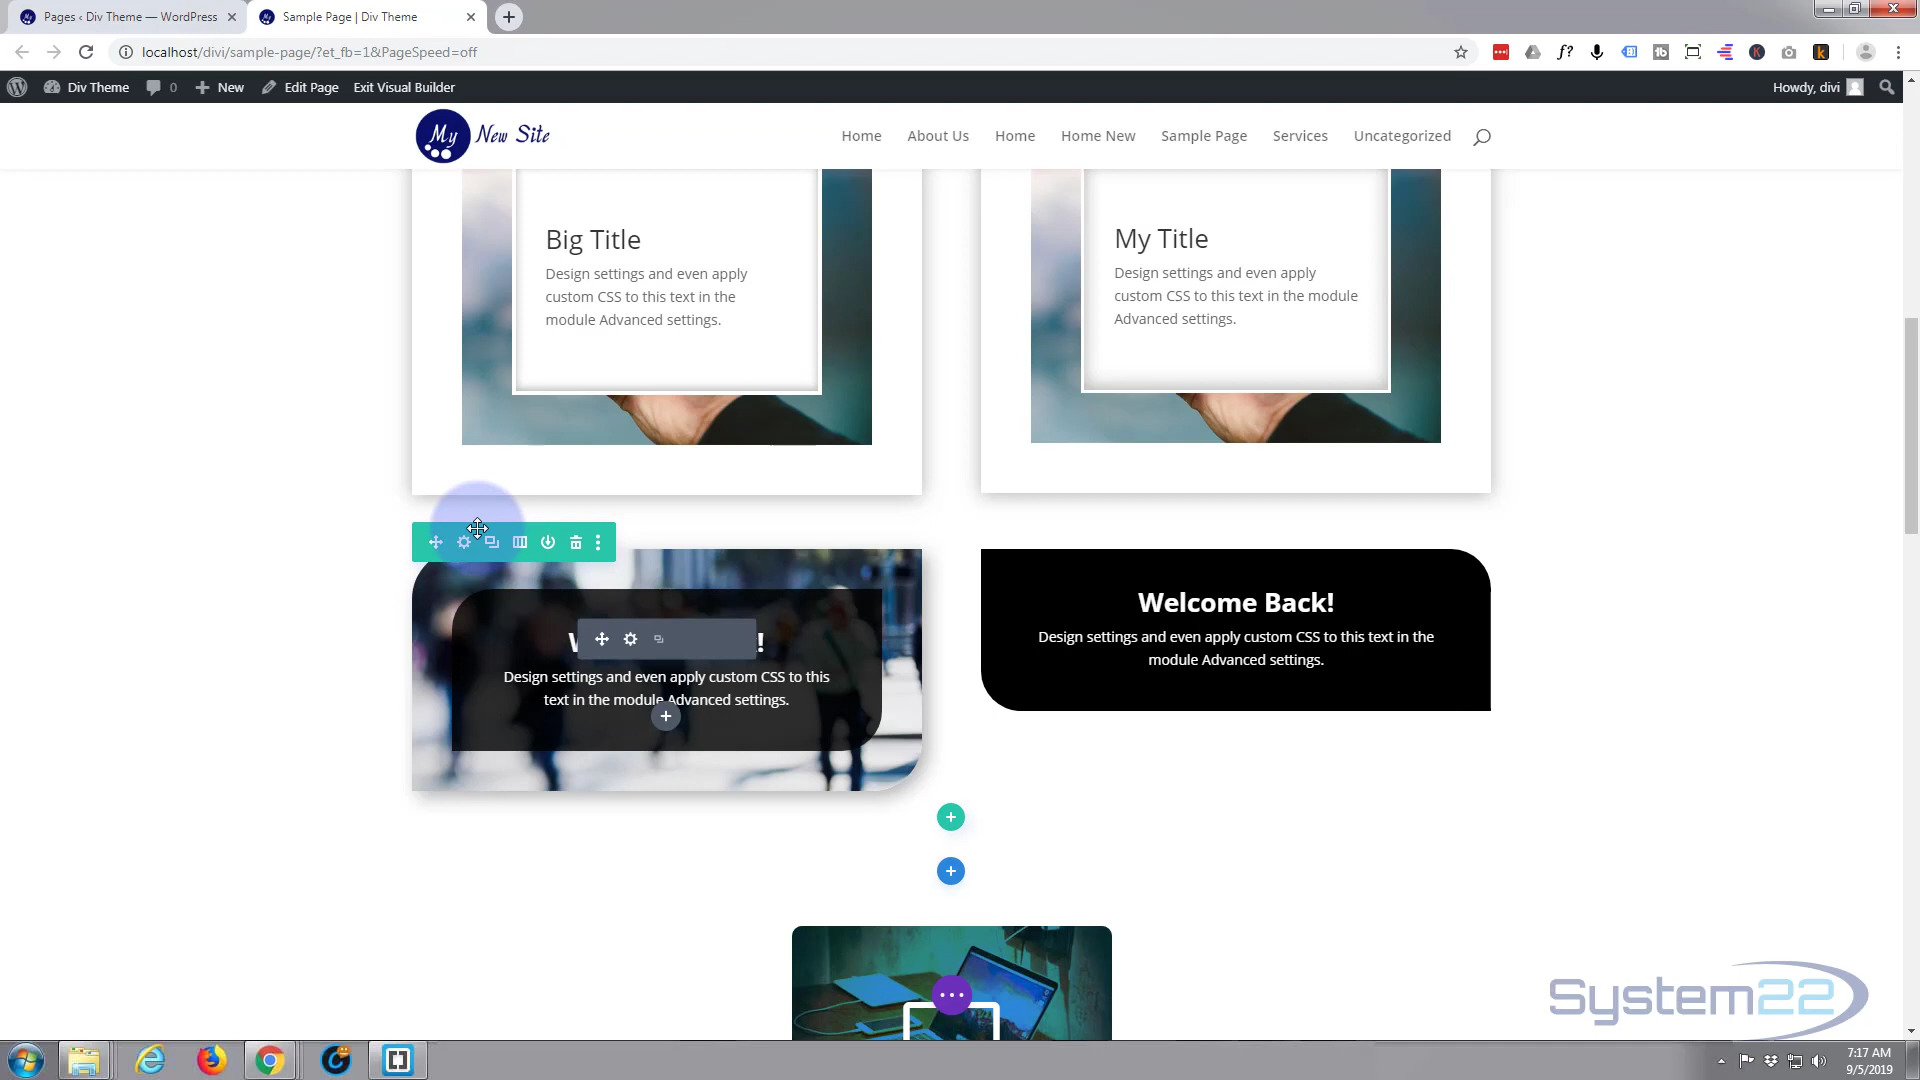 Pages ‹ Div Theme — WordPress
Sample Page | Div Theme
localhost/divi/sample-page/?et_fb=1&PageSpeed=off
Div Theme
0
New
Edit Page
Exit Visual Builder
Howdy, divi
My New Site
Home
About Us
Home
Home New
Sample Page
Services
Uncategorized
Big Title
Design settings and even apply
custom CSS to this text in the
module Advanced settings.
My Title
Design settings and even apply
custom CSS to this text in the module
Advanced settings.
Design settings and even apply custom CSS to this
text in the module Advanced settings.
Welcome Back!
Design settings and even apply custom CSS to this text in the
module Advanced settings.
System22
7:17 AM
9/5/2019